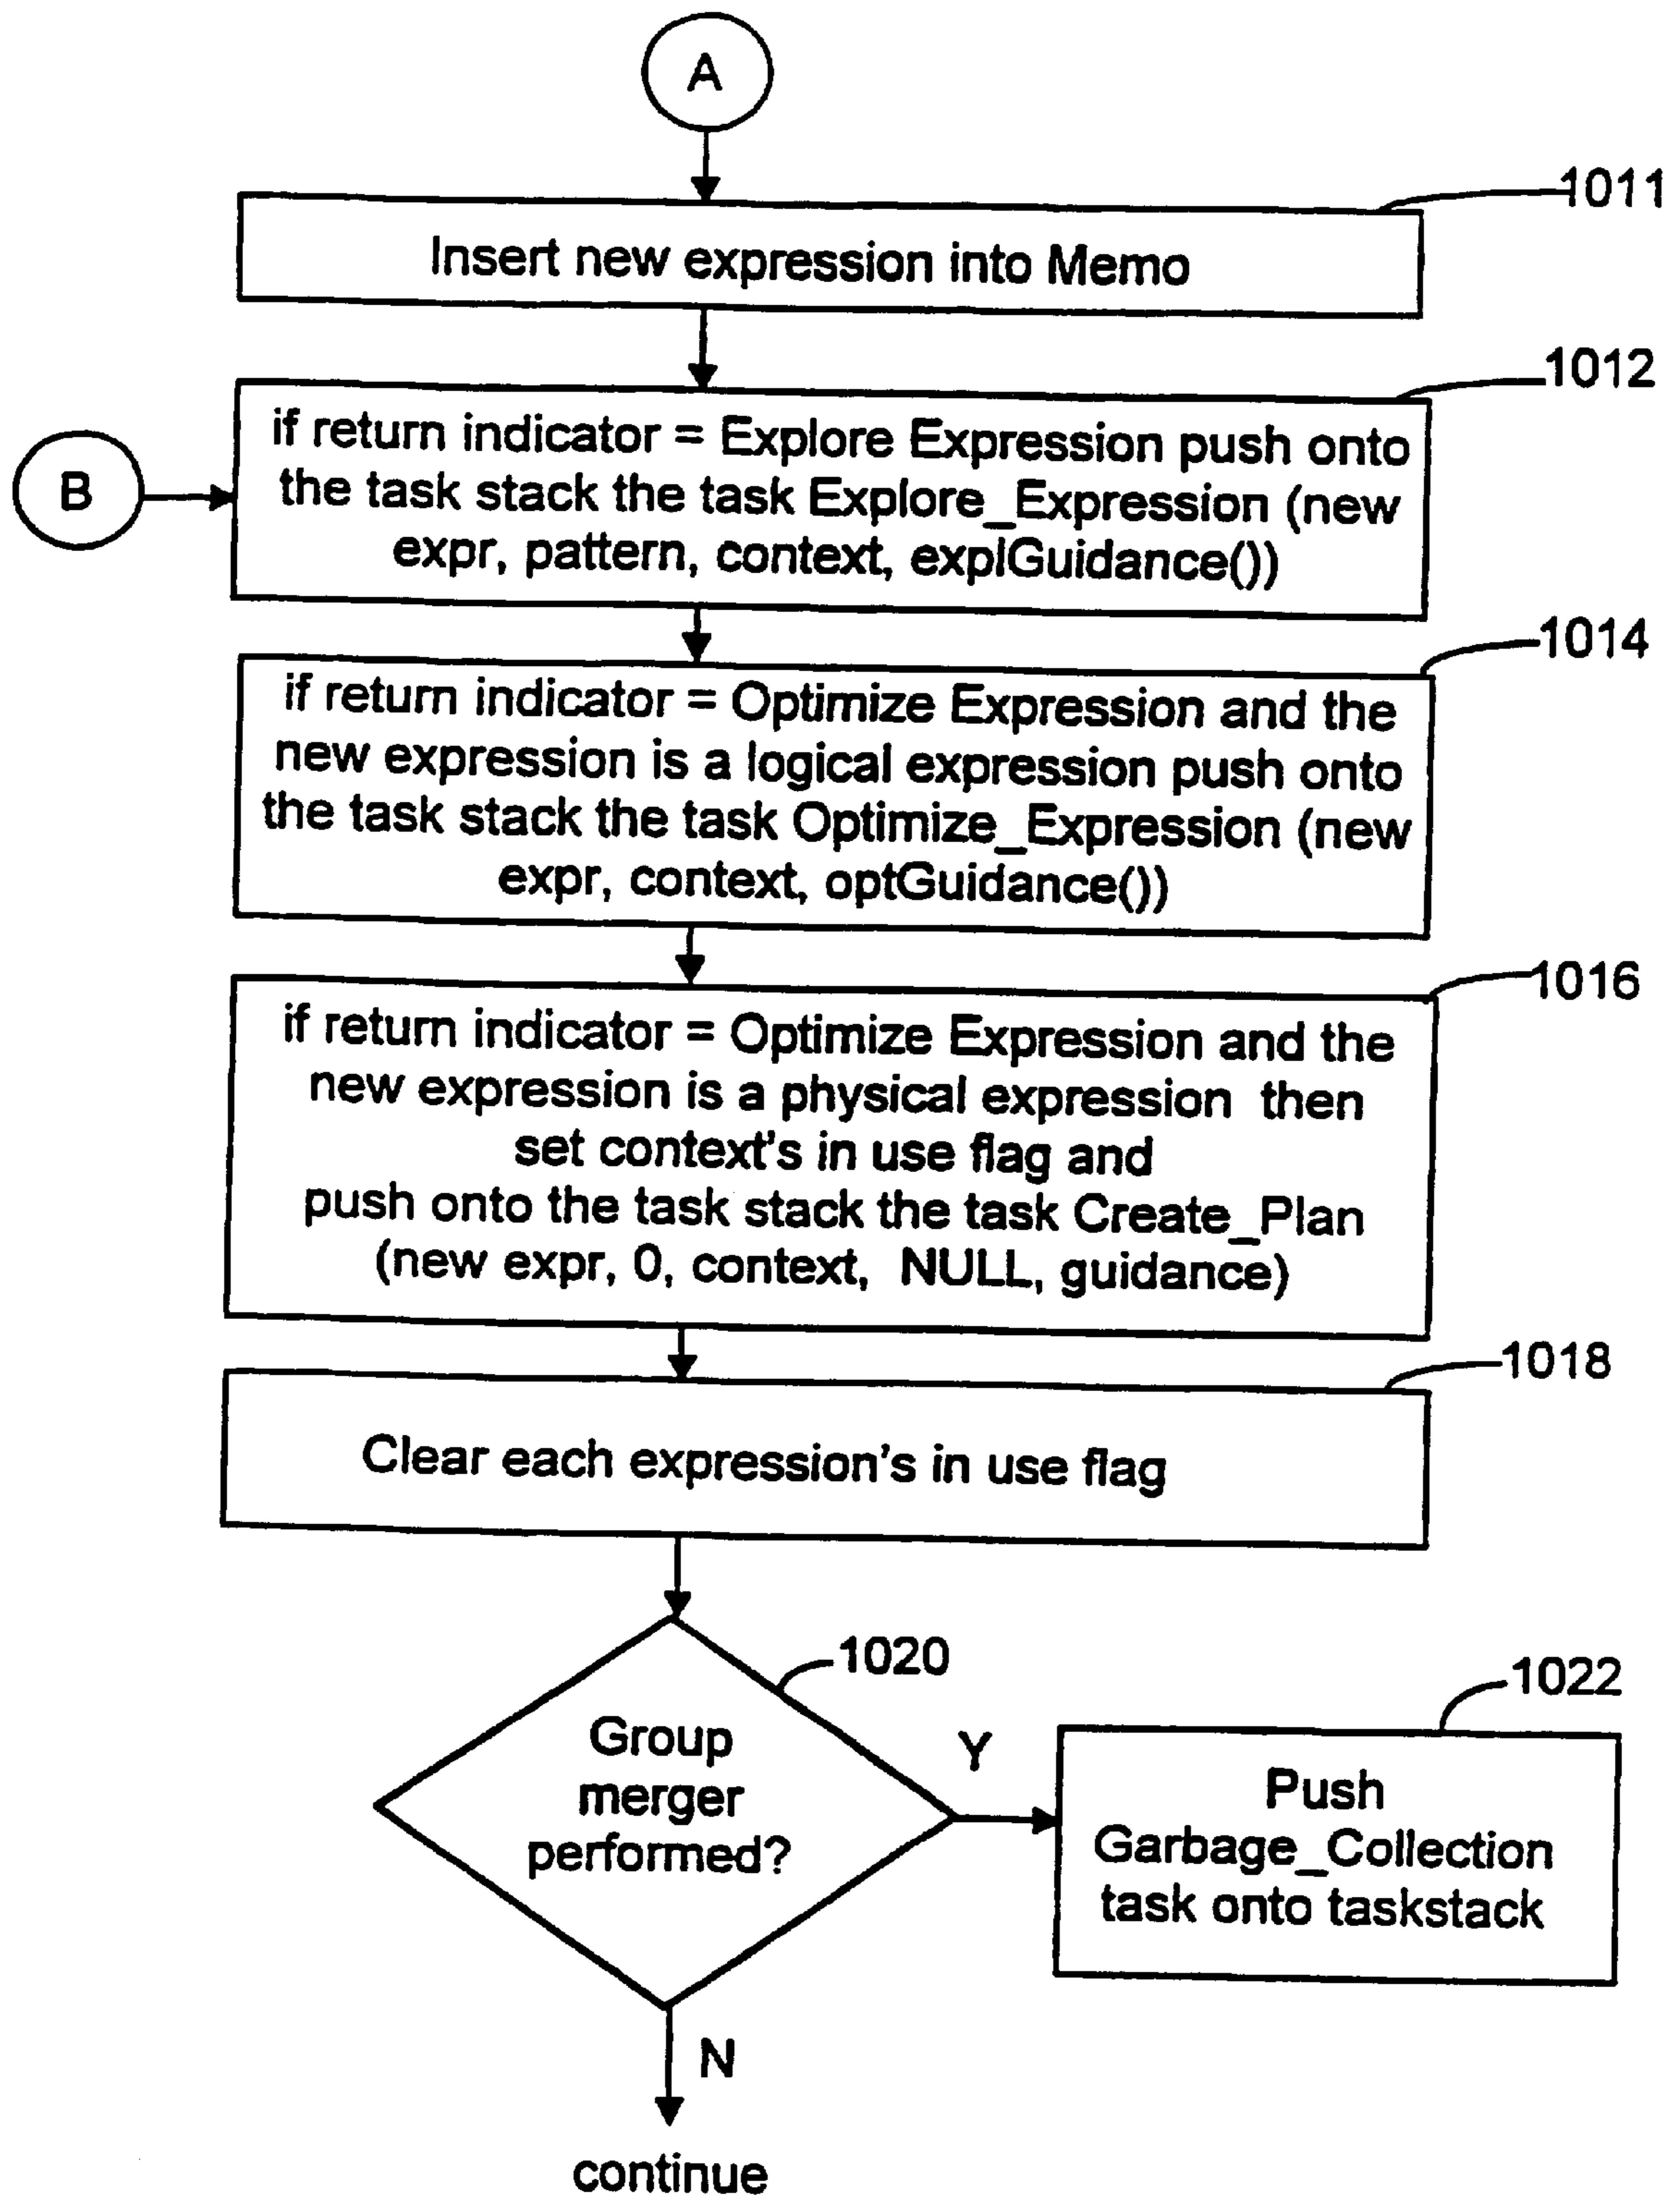 A
1011
Insert new expression into Memo
1012
if return indicator = Explore Expression push onto
the task stack the task Explore_Expression (new
expr, pattern, context, explGuidance())
B
1014
if return indicator = Optimize Expression and the
new expression is a logical expression push onto
the task stack the task Optimize_Expression (new
expr, context, optGuidance())
1016
if return indicator = Optimize Expression and the
new expression is a physical expression then
set context's in use flag and
push onto the task stack the task Create_Plan
(new expr, 0, context, NULL, guidance)
1018
Clear each expression's in use flag
1020
Group
merger
performed?
Y
1022
Push
Garbage_Collection
task onto taskstack
N
continue